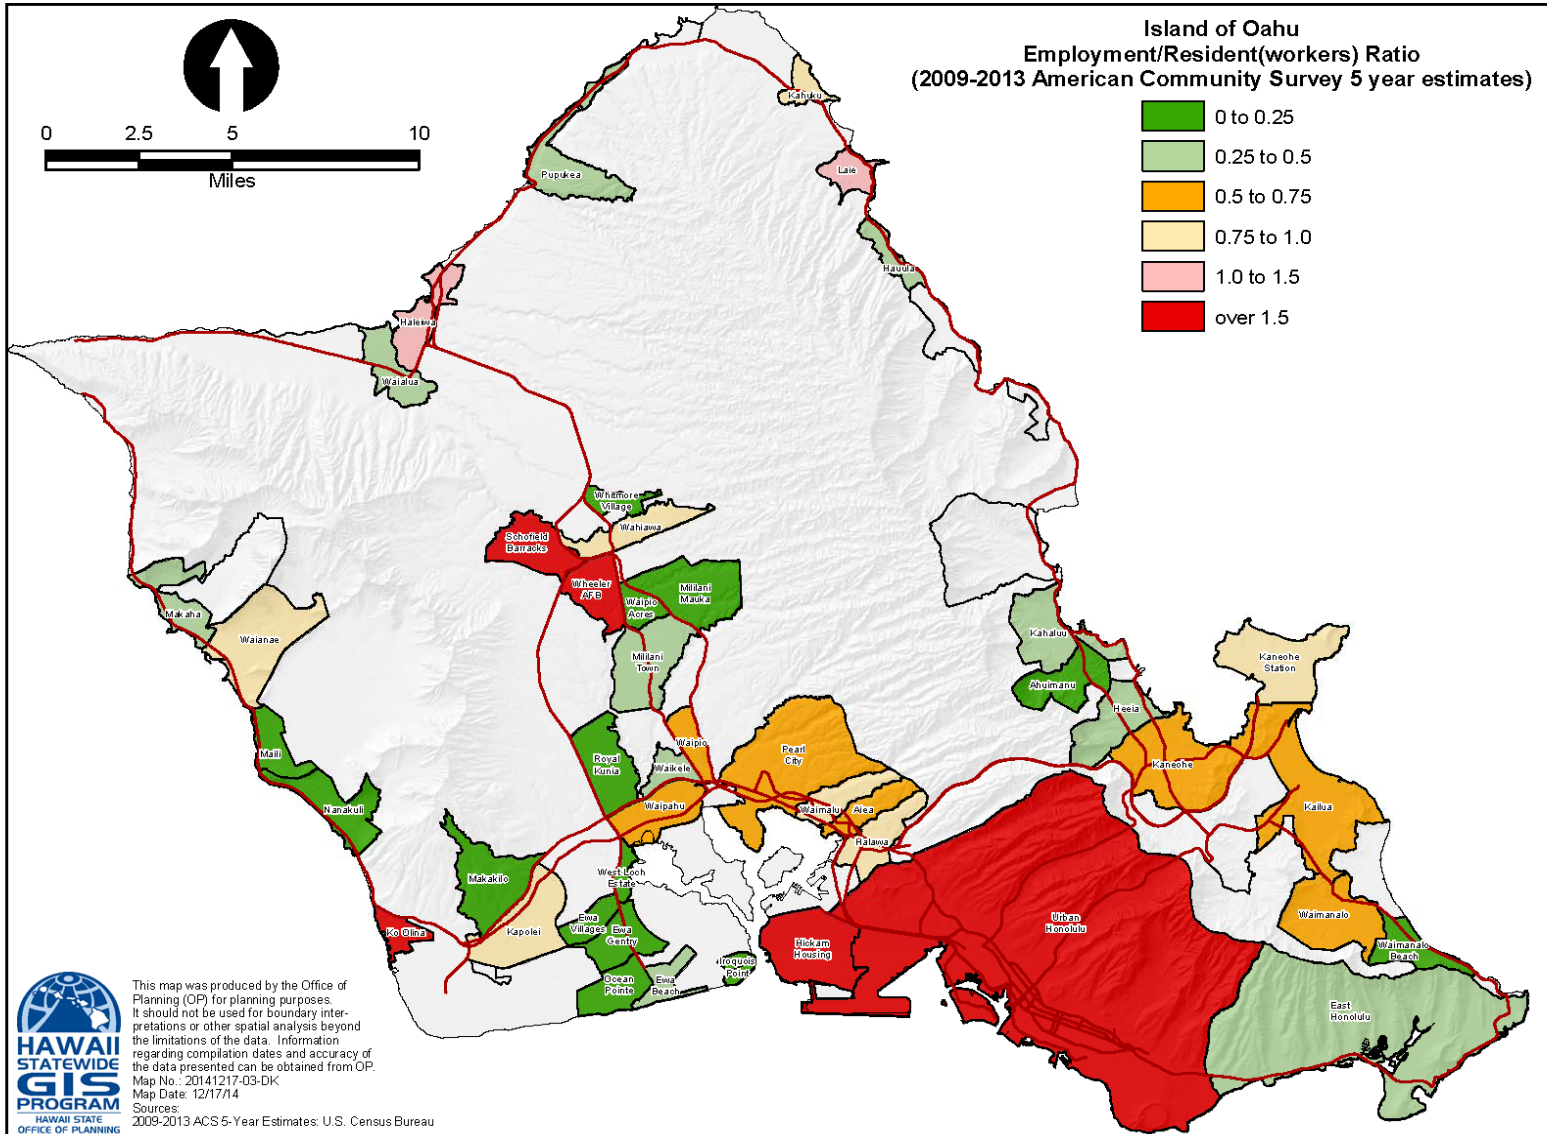 Island of Oahu
Employment/Resident(workers) Ratio
(2009-2013 American Community Survey 5 year estimates)
0 to 0.25
0.25 to 0.5
0.5 to 0.75
0.75 to 1.0
1.0 to 1.5
over 1.5
0 2.5 5 10
Miles
Kahuku
Laie
Pupukea
Hauula
Haleiwa
Waialua
Whitmore
Village
Wahiawa
Schofield
Barracks
Wheeler
AFB
Waipio
Acres
Mililani
Mauka
Makaha
Waianae
Mililani
Town
Kahaluu
Ahuimanu
Heeia
Kaneohe
Station
Maili
Nanakuli
Royal
Kunia
Waipio
Waikele
Waipahu
Pearl
City
Waimalu
Aiea
Halawa
Kaneohe
Kailua
Makakilo
West Loch
Estate
Ko Olina
Kapolei
Ewa
Villages
Ewa
Gentry
Ocean
Pointe
Ewa
Beach
Iroquois
Point
Hickam
Housing
Urban
Honolulu
Waimanalo
Waimanalo
Beach
East
Honolulu
HAWAII
STATEWIDE
GIS
PROGRAM
HAWAII STATE
OFFICE OF PLANNING
This map was produced by the Office of
Planning (OP) for planning purposes.
It should not be used for boundary inter-
pretations or other spatial analysis beyond
the limitations of the data. Information
regarding compilation dates and accuracy of
the data presented can be obtained from OP.
Map No.: 20141217-03-DK
Map Date: 12/17/14
Sources:
2009-2013 ACS 5-Year Estimates: U.S. Census Bureau